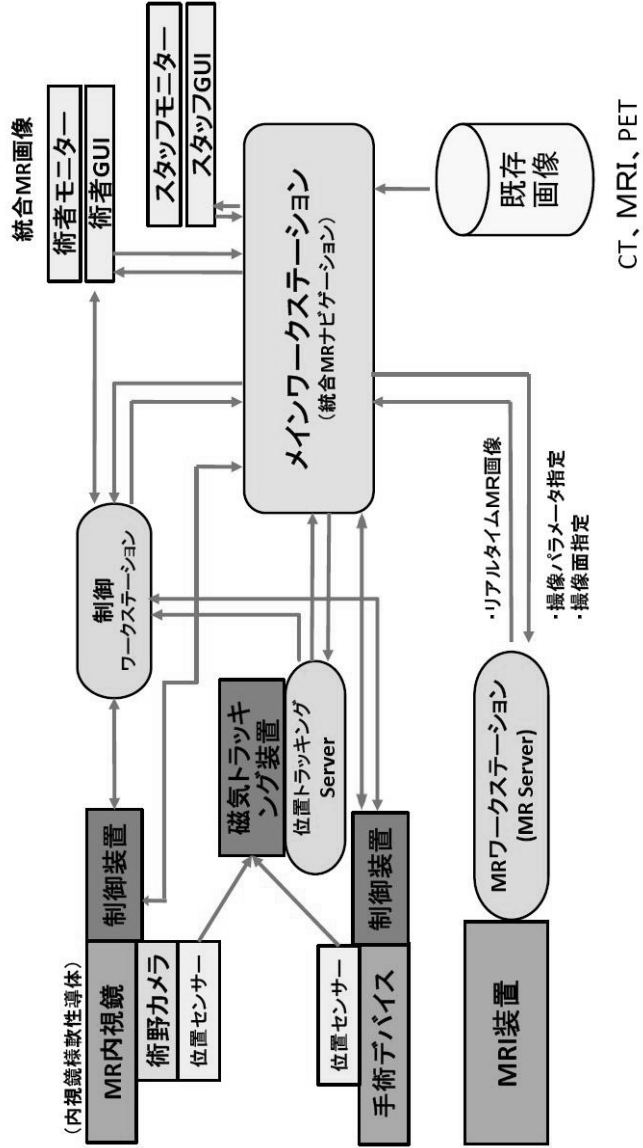 統合MR画像
術者モニター
術者GUI
スタッフモニター
スタッフGUI
制御
ワークステーション
メインワークステーション
(統合MRナビゲーション)
既存
画像
CT、MRI、PET
(内視鏡様軟性導体)
MR内視鏡
制御装置
術野カメラ
位置センサー
磁気トラッキ
ング装置
位置トラッキング
Server
位置センサー
手術デバイス
制御装置
・リアルタイムMR画像
・撮像パラメータ指定
・撮像面指定
MRI装置
MRワークステーション
(MR Server)